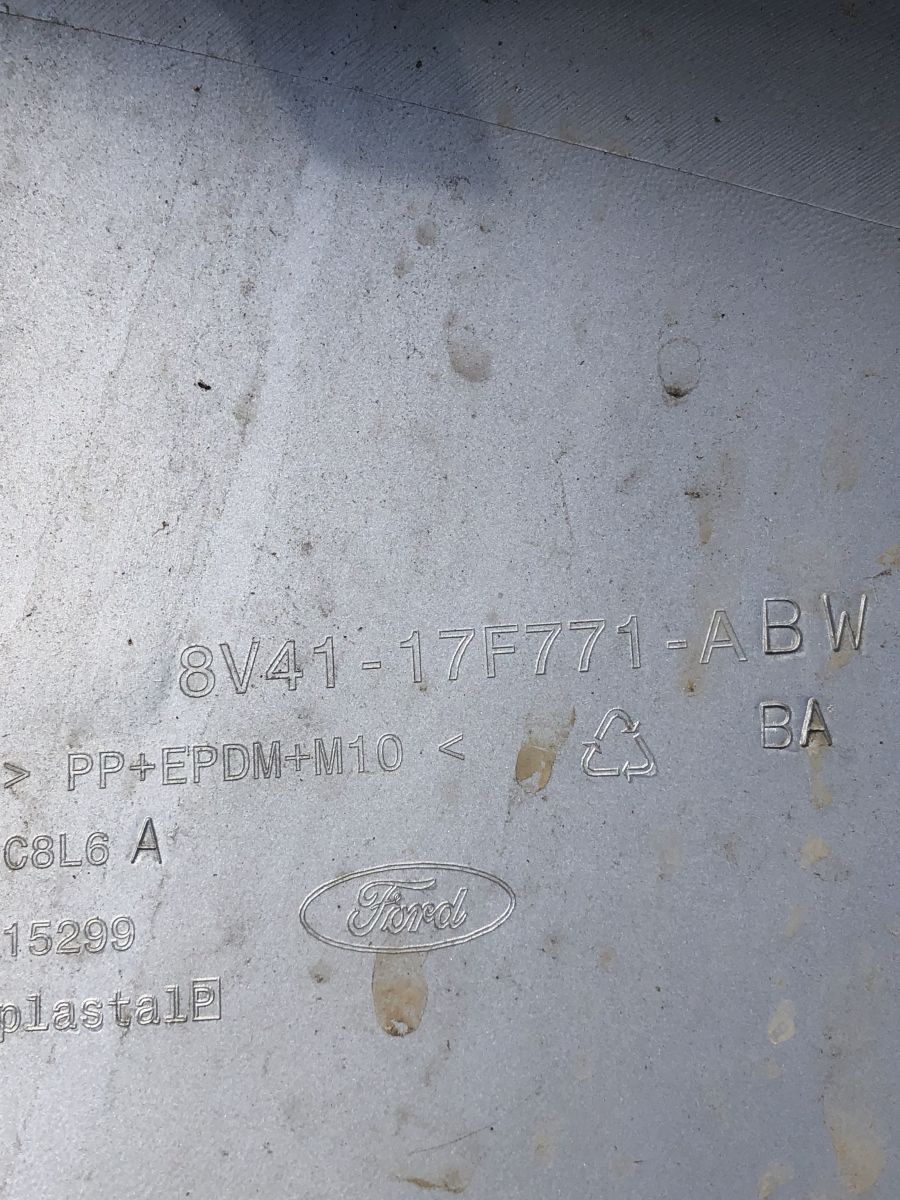 8V41-17F771-ABW
BA
> PP+EPDM+M10 <
C8L6 A
15299
Ford
plastal P